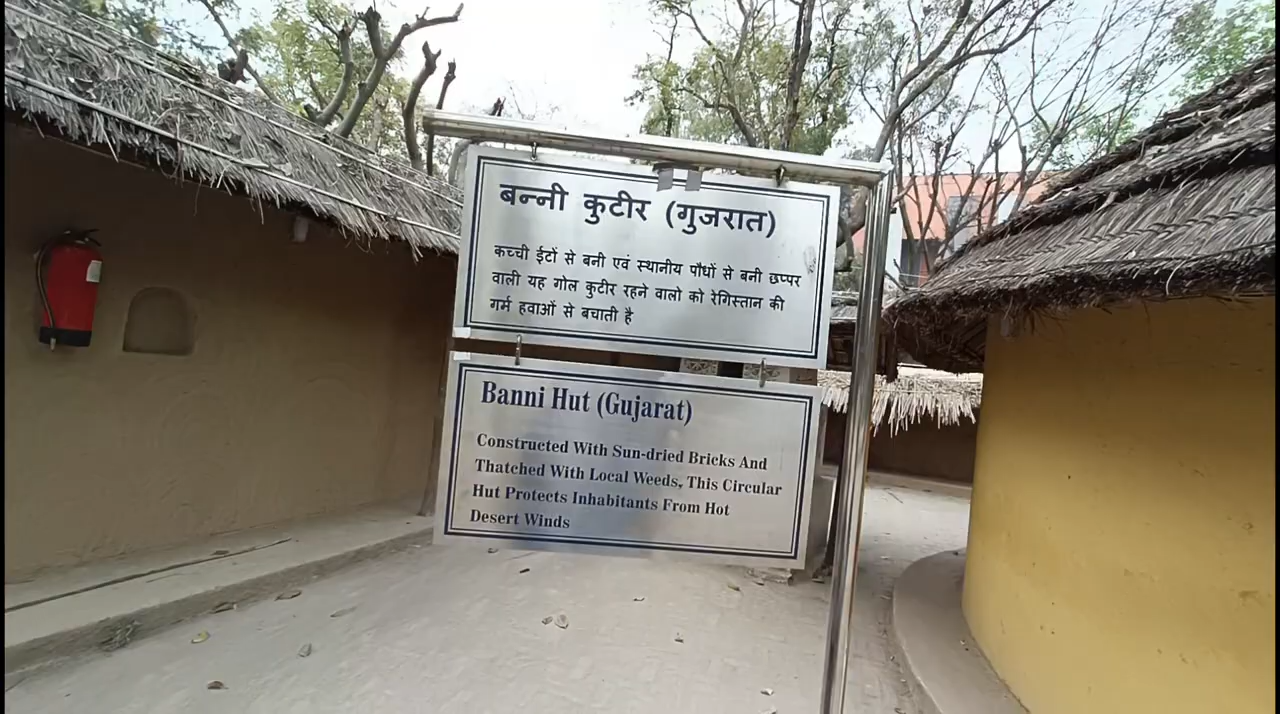 बन्नी कुटीर (गुजरात)
कच्ची ईटों से बनी एवं स्थानीय पौधों से बनी छप्पर
वाली यह गोल कुटीर रहने वालो को रेगिस्तान की
गर्म हवाओं से बचाती है
Banni Hut (Gujarat)
Constructed With Sun-dried Bricks And
Thatched With Local Weeds, This Circular
Hut Protects Inhabitants From Hot
Desert Winds